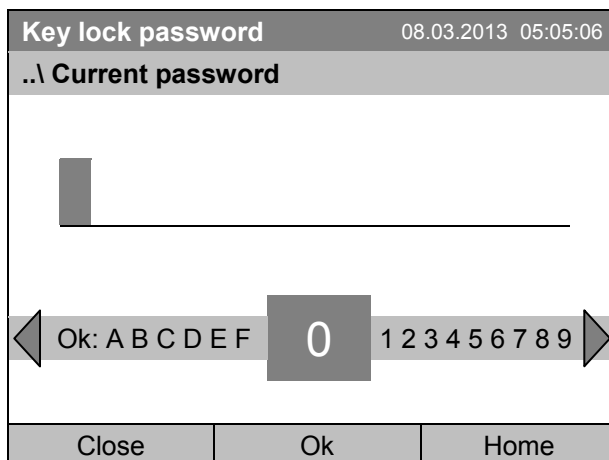 Key lock password 08.03.2013 05:05:06
..\ Current password
Ok: A B C D E F 0 1 2 3 4 5 6 7 8 9
Close Ok Home